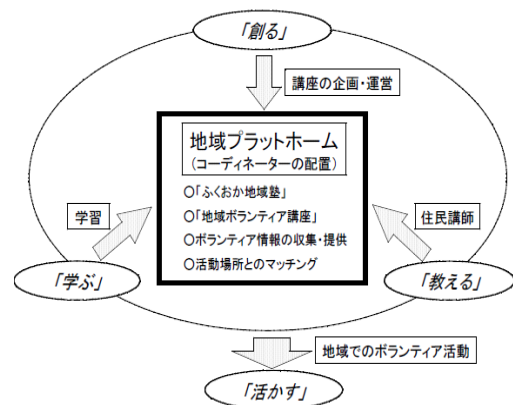 「創る」
講座の企画・運営
地域プラットホーム
（コーディネーターの配置）
○「ふくおか地域塾」
○「地域ボランティア講座」
○ボランティア情報の収集・提供
○活動場所とのマッチング
学習
住民講師
「学ぶ」
「教える」
地域でのボランティア活動
「活かす」